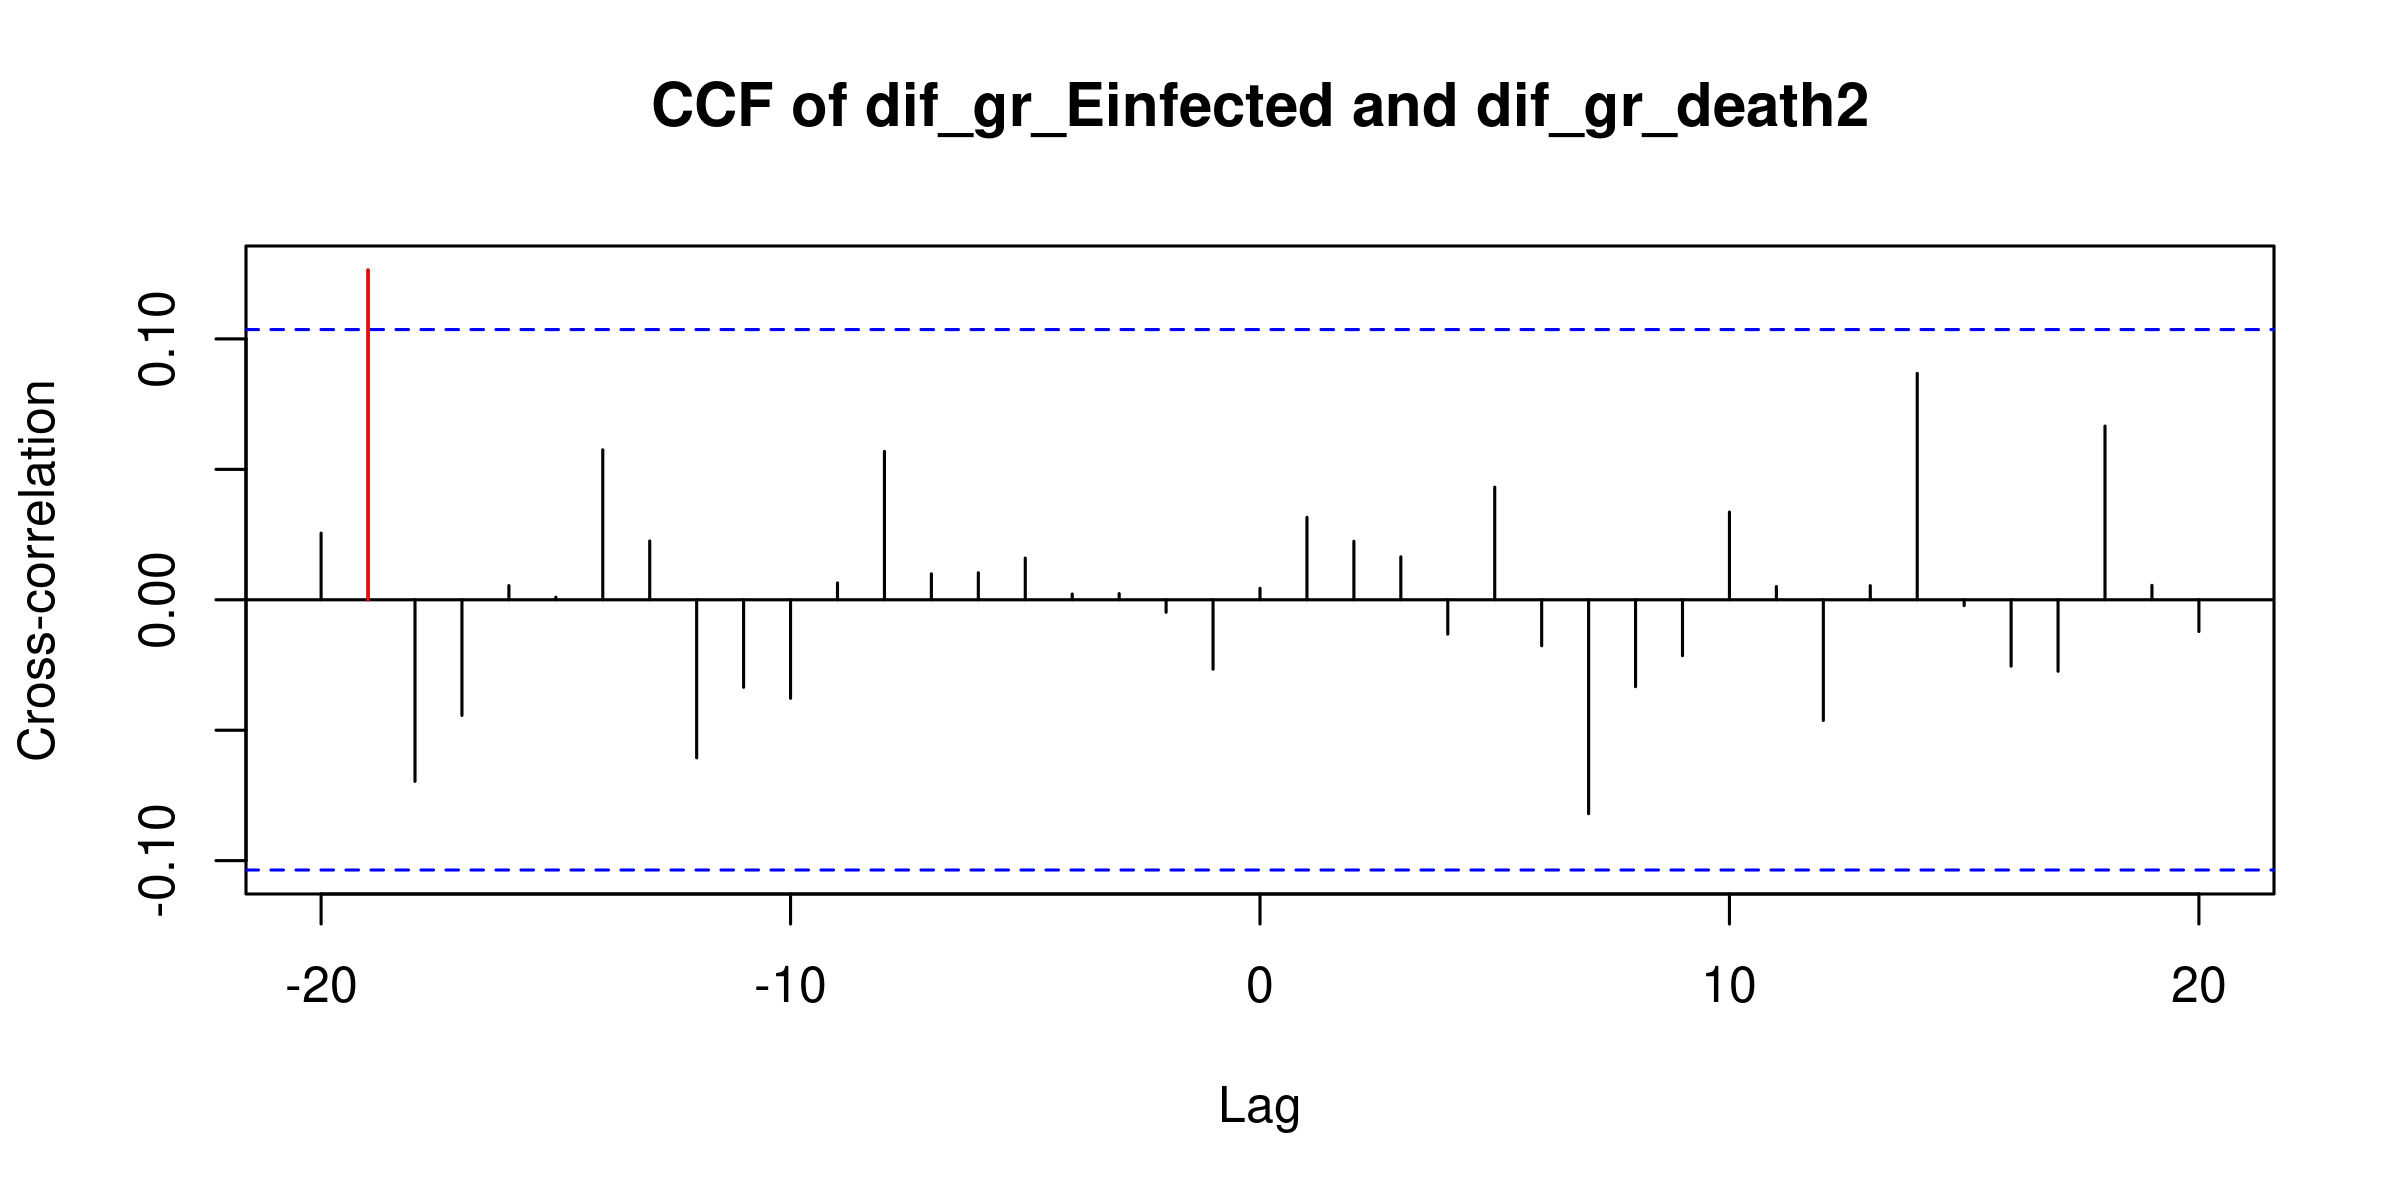 CCF of dif_gr_Einfected and dif_gr_death2
Cross-correlation
0.10
0.00
-0.10
-20
-10
0
10
20
Lag